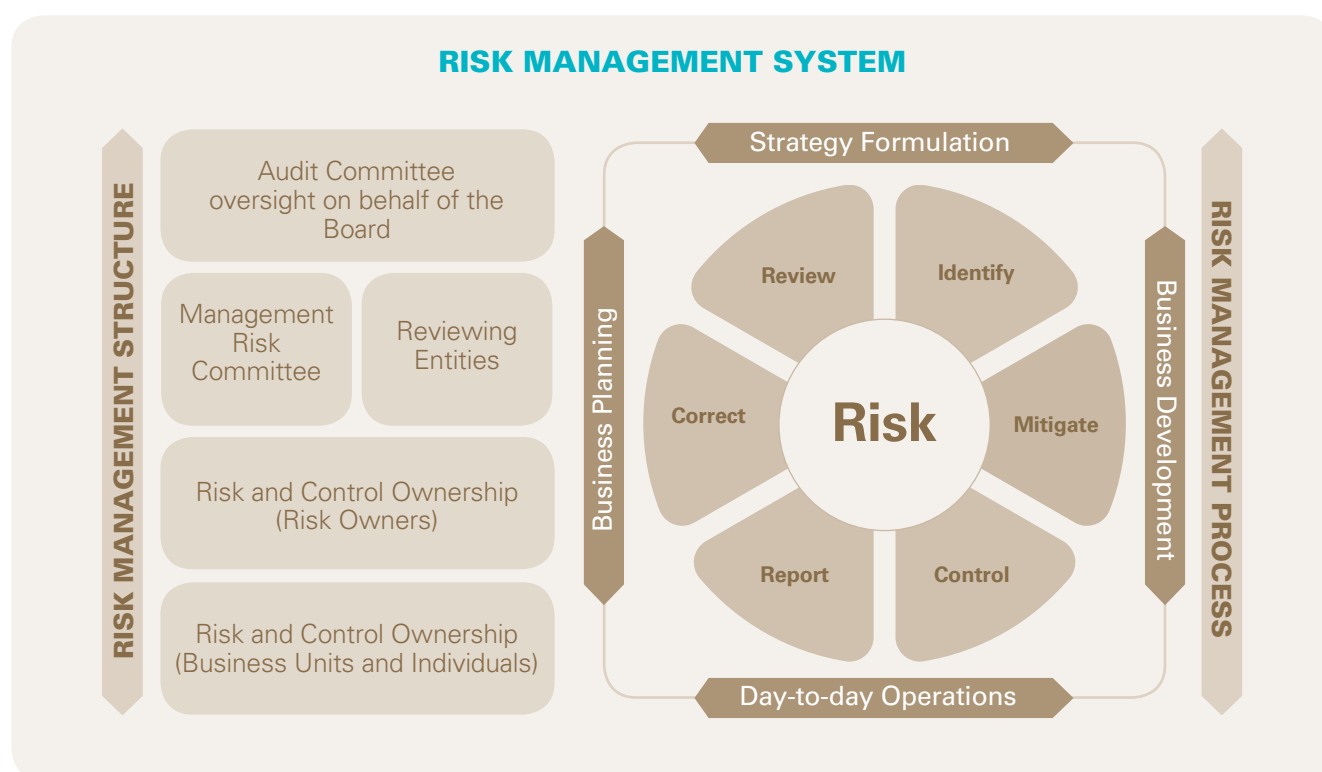 RISK MANAGEMENT SYSTEM
RISK MANAGEMENT STRUCTURE
Audit Committee
oversight on behalf of the
Board
Management
Risk
Committee
Reviewing
Entities
Risk and Control Ownership
(Risk Owners)
Risk and Control Ownership
(Business Units and Individuals)
Strategy Formulation
Business Planning
Review
Identify
Correct
Risk
Mitigate
Report
Control
Business Development
Day-to-day Operations
RISK MANAGEMENT PROCESS